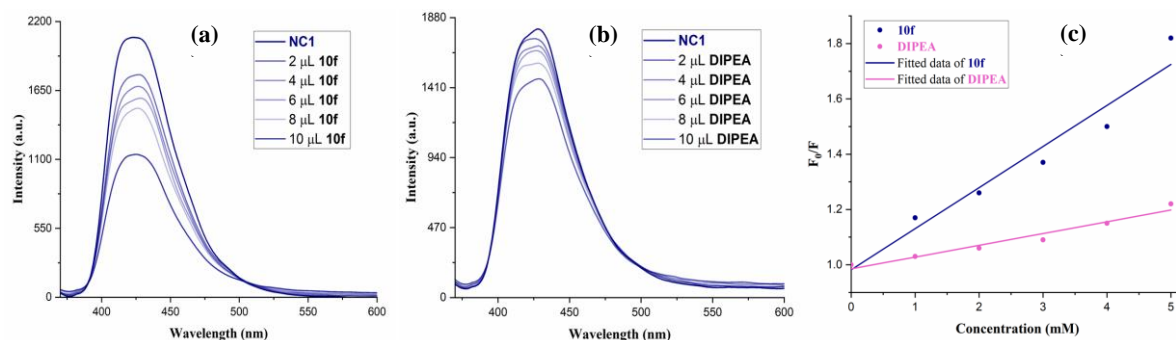 (a)
2200
1650
1100
550
0
400
450
500
550
600
Intensity (a.u.)
Wavelength (nm)
NC1
2 μL 10f
4 μL 10f
6 μL 10f
8 μL 10f
10 μL 10f
(b)
1880
1410
940
470
0
400
450
500
550
600
Intensity (a.u.)
Wavelength (nm)
NC1
2 μL DIPEA
4 μL DIPEA
6 μL DIPEA
8 μL DIPEA
10 μL DIPEA
(c)
10f
DIPEA
Fitted data of 10f
Fitted data of DIPEA
1.8
1.6
1.4
1.2
1.0
0
1
2
3
4
5
F₀/F
Concentration (mM)